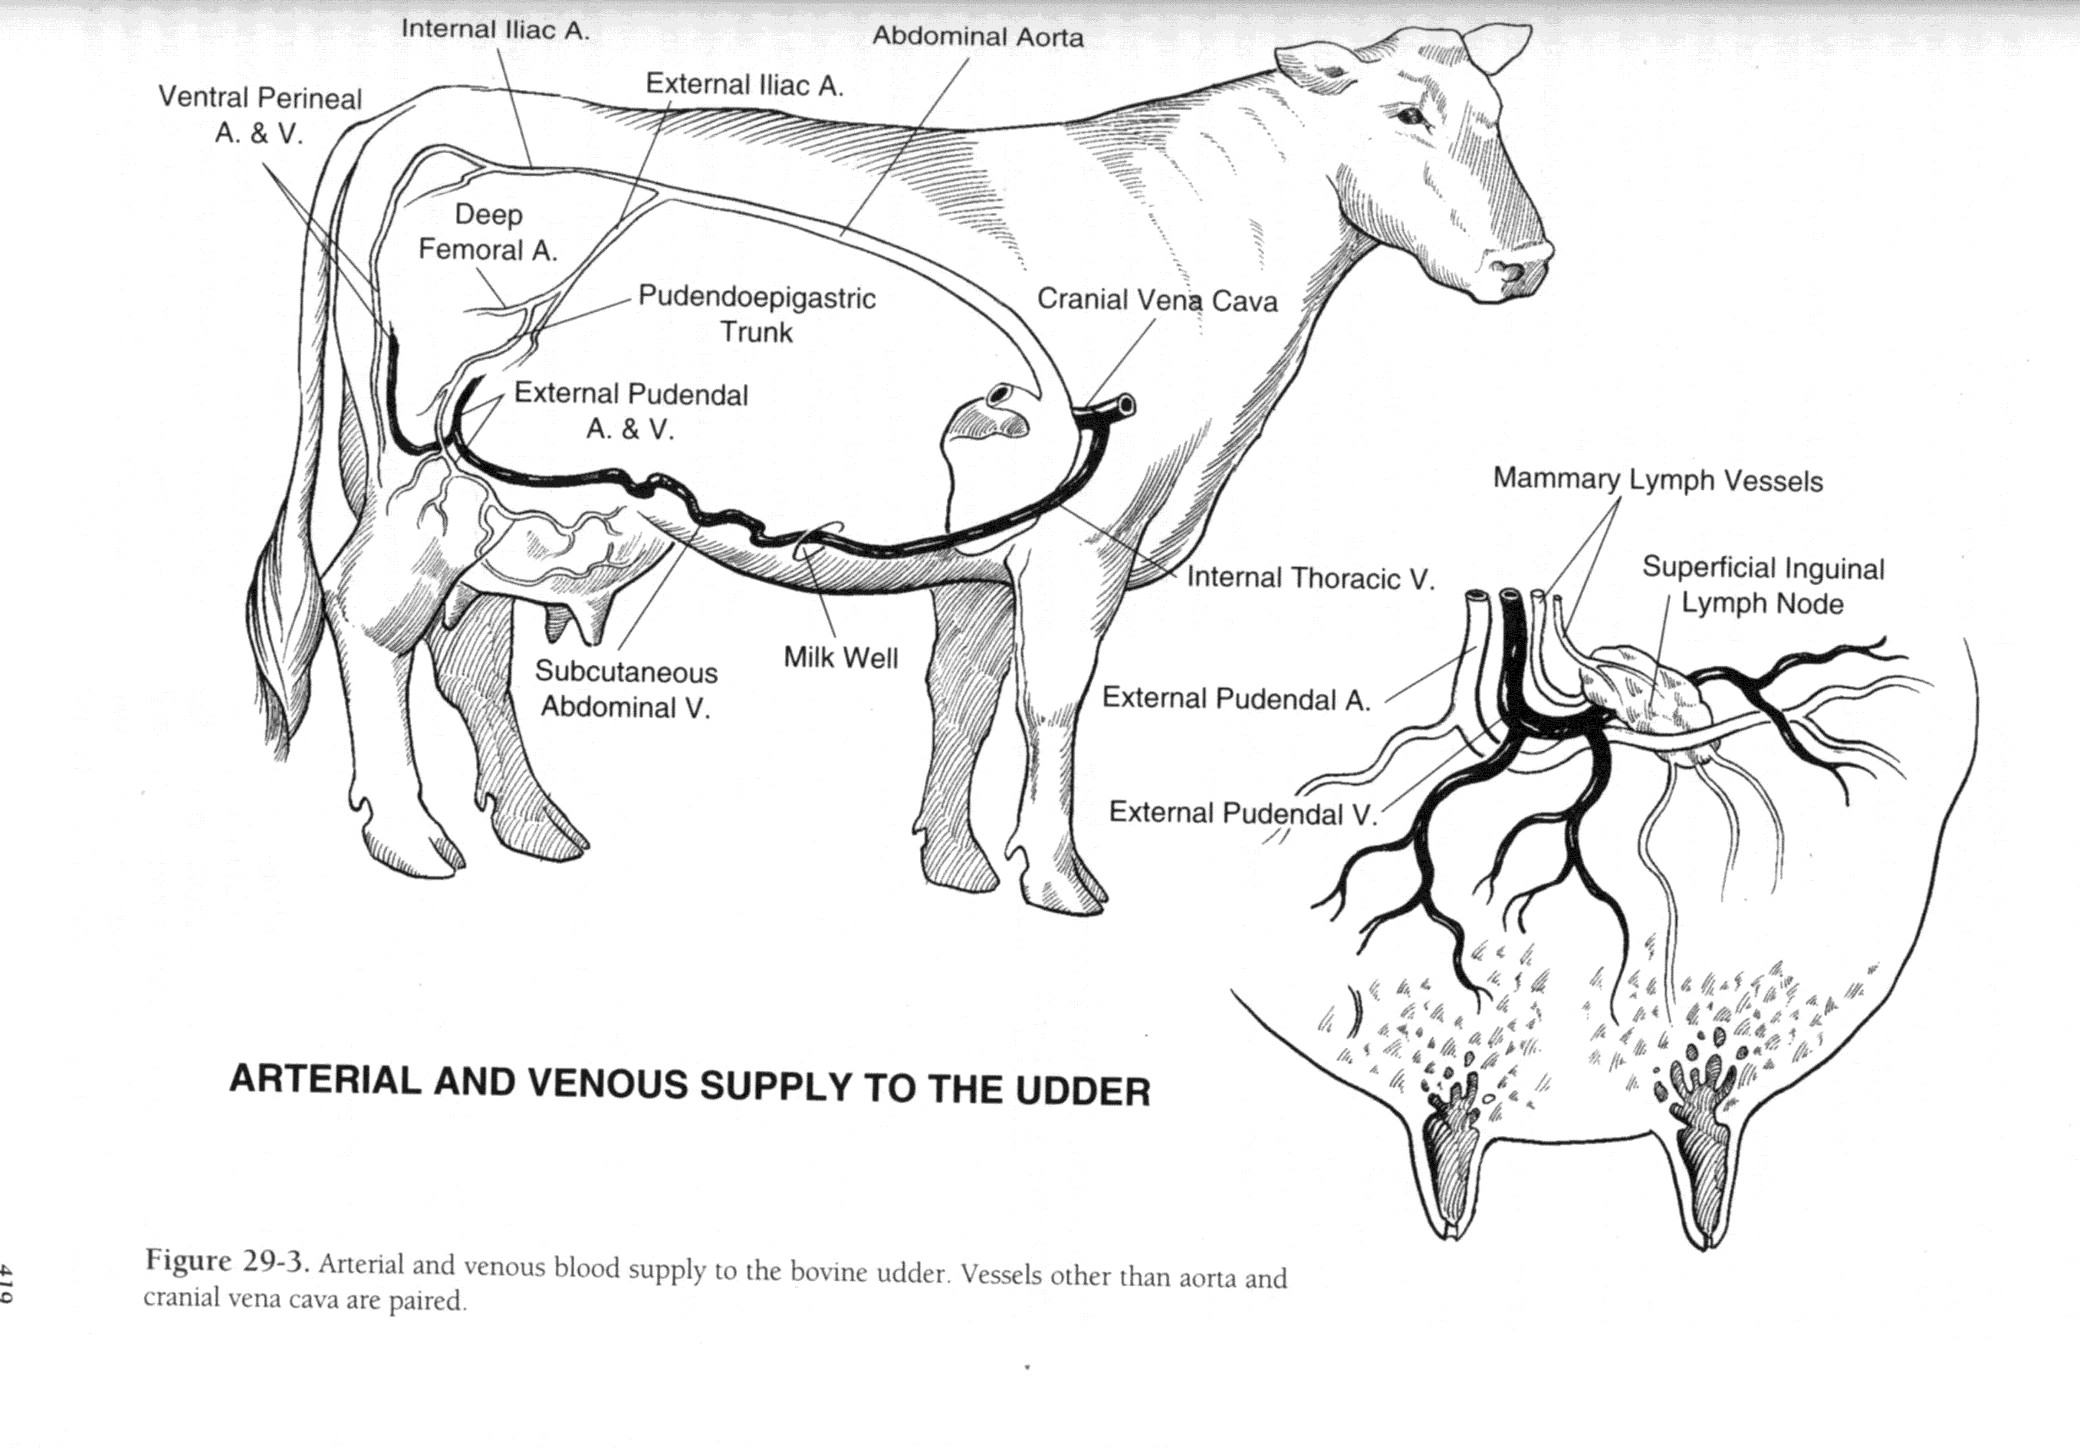 Internal Iliac A.
Abdominal Aorta
External Iliac A.
Ventral Perineal
A. & V.
Deep
Femoral A.
Pudendoepigastric
Trunk
Cranial Vena Cava
External Pudendal
A. & V.
Mammary Lymph Vessels
Superficial Inguinal
Lymph Node
Internal Thoracic V.
Milk Well
Subcutaneous
Abdominal V.
External Pudendal A.
External Pudendal V.
ARTERIAL AND VENOUS SUPPLY TO THE UDDER
Figure 29-3. Arterial and venous blood supply to the bovine udder. Vessels other than aorta and
cranial vena cava are paired.
419